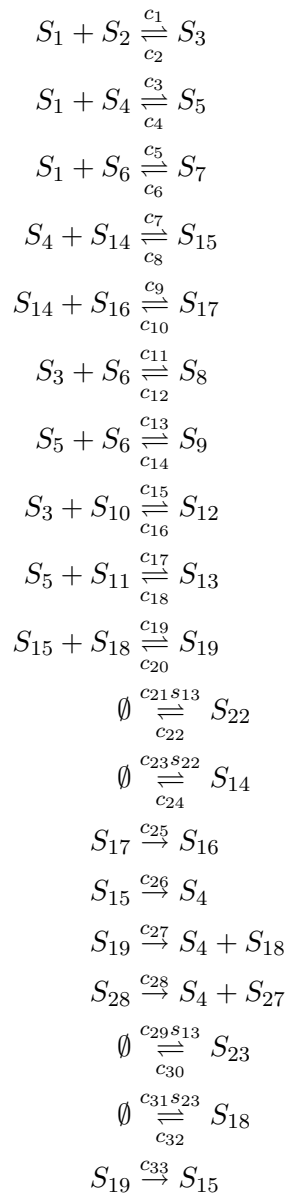 $S_1 + S_2 \underset{c_2}{\overset{c_1}{\rightleftharpoons}} S_3$
$S_1 + S_4 \underset{c_4}{\overset{c_3}{\rightleftharpoons}} S_5$
$S_1 + S_6 \underset{c_6}{\overset{c_5}{\rightleftharpoons}} S_7$
$S_4 + S_{14} \underset{c_8}{\overset{c_7}{\rightleftharpoons}} S_{15}$
$S_{14} + S_{16} \underset{c_{10}}{\overset{c_9}{\rightleftharpoons}} S_{17}$
$S_3 + S_6 \underset{c_{12}}{\overset{c_{11}}{\rightleftharpoons}} S_8$
$S_5 + S_6 \underset{c_{14}}{\overset{c_{13}}{\rightleftharpoons}} S_9$
$S_3 + S_{10} \underset{c_{16}}{\overset{c_{15}}{\rightleftharpoons}} S_{12}$
$S_5 + S_{11} \underset{c_{18}}{\overset{c_{17}}{\rightleftharpoons}} S_{13}$
$S_{15} + S_{18} \underset{c_{20}}{\overset{c_{19}}{\rightleftharpoons}} S_{19}$
$\emptyset \underset{c_{22}}{\overset{c_{21}s_{13}}{\rightleftharpoons}} S_{22}$
$\emptyset \underset{c_{24}}{\overset{c_{23}s_{22}}{\rightleftharpoons}} S_{14}$
$S_{17} \overset{c_{25}}{\rightarrow} S_{16}$
$S_{15} \overset{c_{26}}{\rightarrow} S_4$
$S_{19} \overset{c_{27}}{\rightarrow} S_4 + S_{18}$
$S_{28} \overset{c_{28}}{\rightarrow} S_4 + S_{27}$
$\emptyset \underset{c_{30}}{\overset{c_{29}s_{13}}{\rightleftharpoons}} S_{23}$
$\emptyset \underset{c_{32}}{\overset{c_{31}s_{23}}{\rightleftharpoons}} S_{18}$
$S_{19} \overset{c_{33}}{\rightarrow} S_{15}$